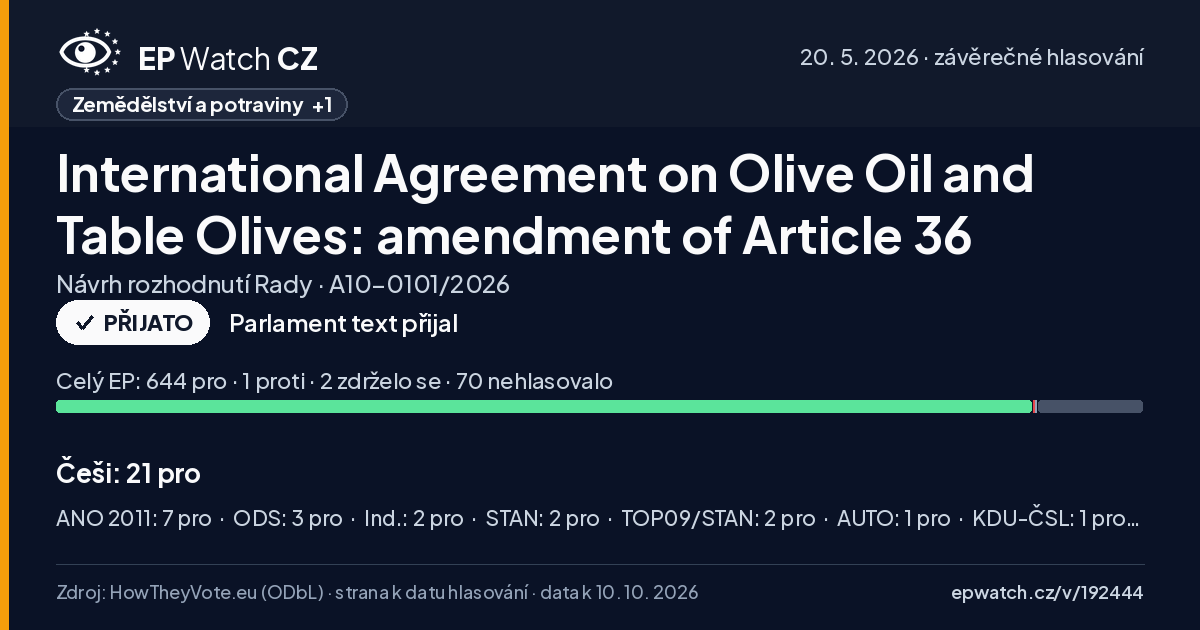 EP Watch CZ
20. 5. 2026 · závěrečné hlasování
Zemědělství a potraviny +1
International Agreement on Olive Oil and
Table Olives: amendment of Article 36
Návrh rozhodnutí Rady · A10-0101/2026
✓ PŘIJATO Parlament text přijal
Celý EP: 644 pro · 1 proti · 2 zdrželo se · 70 nehlasovalo
Češi: 21 pro
ANO 2011: 7 pro · ODS: 3 pro · Ind.: 2 pro · STAN: 2 pro · TOP09/STAN: 2 pro · AUTO: 1 pro · KDU-ČSL: 1 pro…
Zdroj: HowTheyVote.eu (ODbL) · strana k datu hlasování · data k 10. 10. 2026
epwatch.cz/v/192444